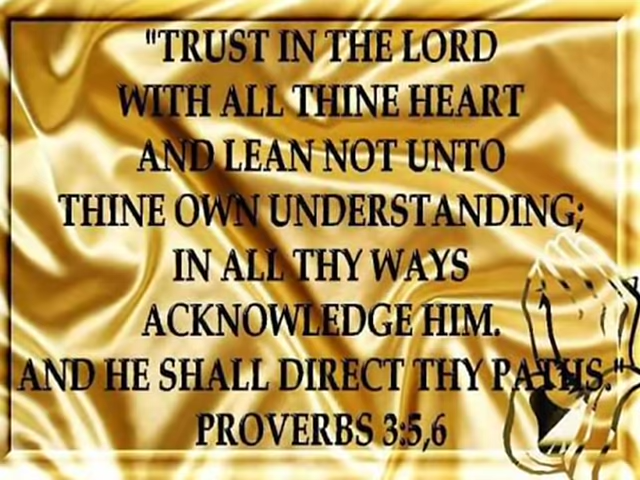 "TRUST IN THE LORD
WITH ALL THINE HEART
AND LEAN NOT UNTO
THINE OWN UNDERSTANDING;
IN ALL THY WAYS
ACKNOWLEDGE HIM.
AND HE SHALL DIRECT THY PATHS."
PROVERBS 3:5,6